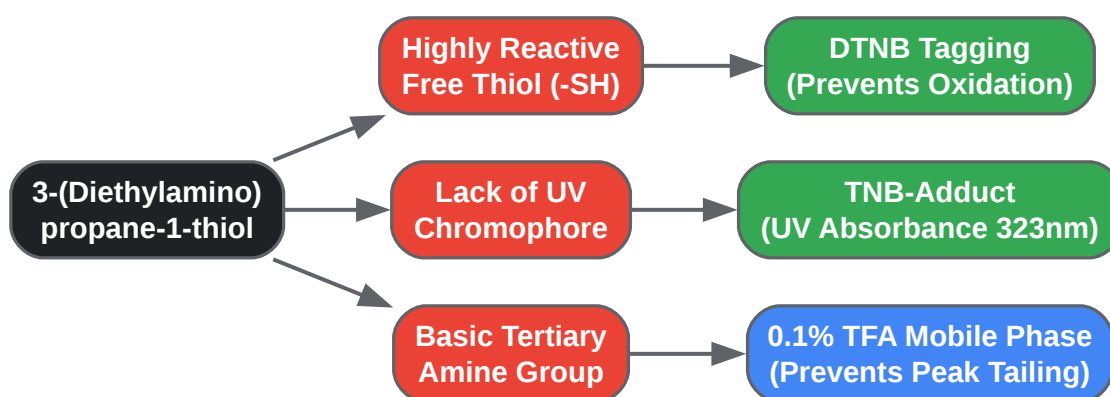 Highly Reactive
Free Thiol (-SH)
DTNB Tagging
(Prevents Oxidation)
3-(Diethylamino)
propane-1-thiol
Lack of UV
Chromophore
TNB-Adduct
(UV Absorbance 323nm)
Basic Tertiary
Amine Group
0.1% TFA Mobile Phase
(Prevents Peak Tailing)